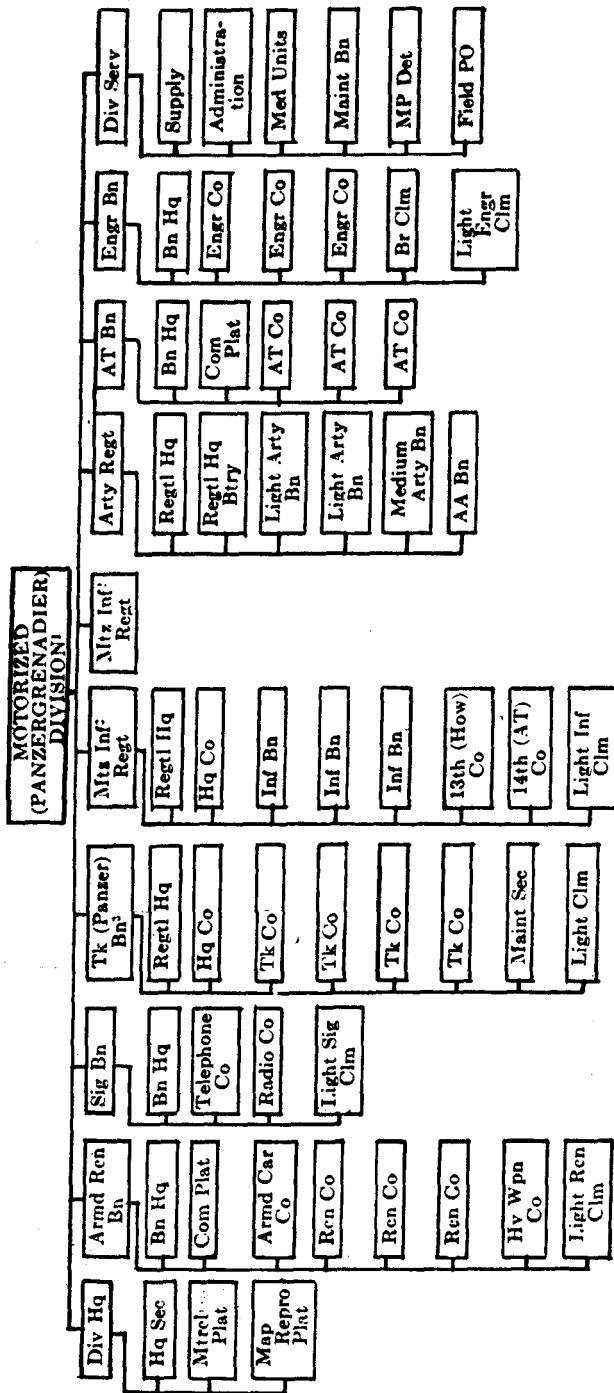 MOTORIZED
(PANZERGRENADIER)
DIVISION¹
Div Hq
Hq Sec
Mtrcl
Plat
Map
Repro
Plat
Armd Rcn
Bn
Bn Hq
Com Plat
Armd Car
Co
Rcn Co
Rcn Co
Rcn Co
Hv Wpn
Co
Light Rcn
Clm
Sig Bn
Bn Hq
Telephone
Co
Radio Co
Light Sig
Clm
Tk (Panzer)
Bn³
Regtl Hq
Hq Co
Tk Co
Tk Co
Tk Co
Tk Co
Maint Sec
Light Clm
Mtz Inf²
Regt
Regtl Hq
Hq Co
Inf Bn
Inf Bn
Inf Bn
13th (How)
Co
14th (AT)
Co
Light Inf
Clm
Mtz Inf²
Regt
Arty Regt
Regtl Hq
Regtl Hq
Btry
Light Arty
Bn
Light Arty
Bn
Medium
Arty Bn
AA Bn
AT Bn
Bn Hq
Com
Plat
AT Co
AT Co
AT Co
Engr Bn
Bn Hq
Engr Co
Engr Co
Engr Co
Br Clm
Light
Engr
Clm
Div Serv
Supply
Administra-
tion
Med Units
Maint Bn
MP Det
Field PO